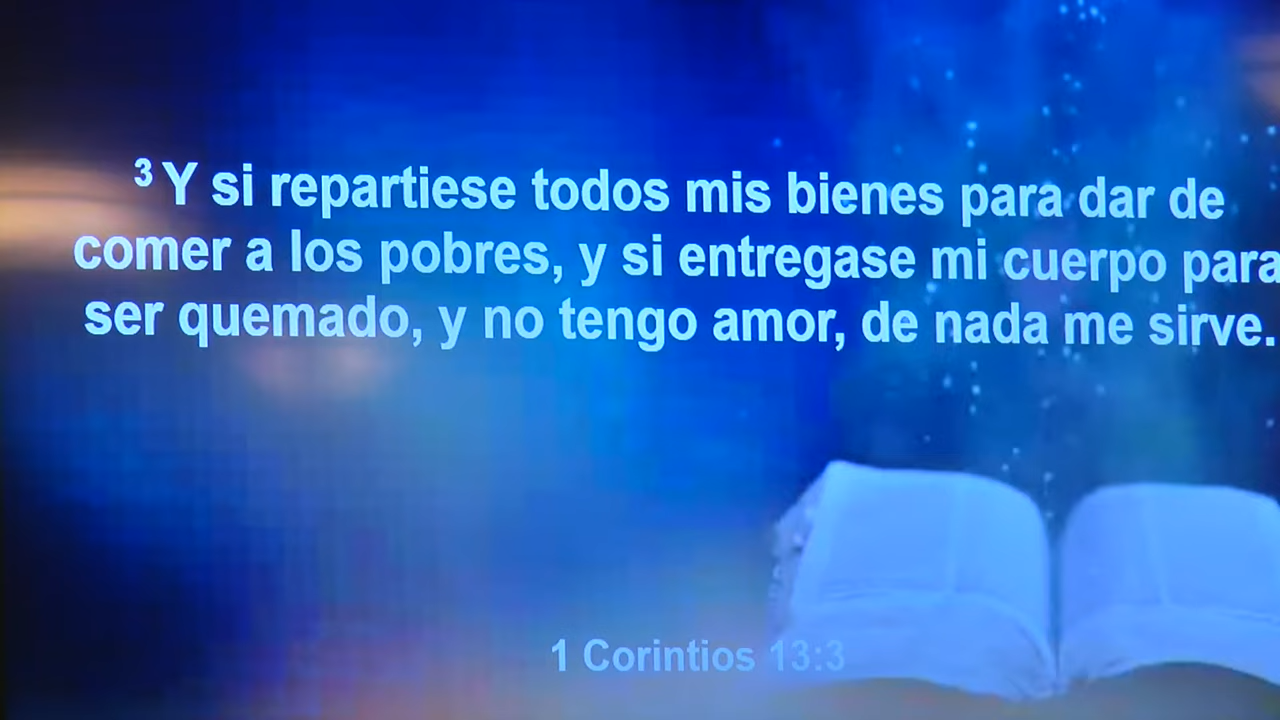 ³ Y si repartiese todos mis bienes para dar de
comer a los pobres, y si entregase mi cuerpo para
ser quemado, y no tengo amor, de nada me sirve.
1 Corintios 13:3